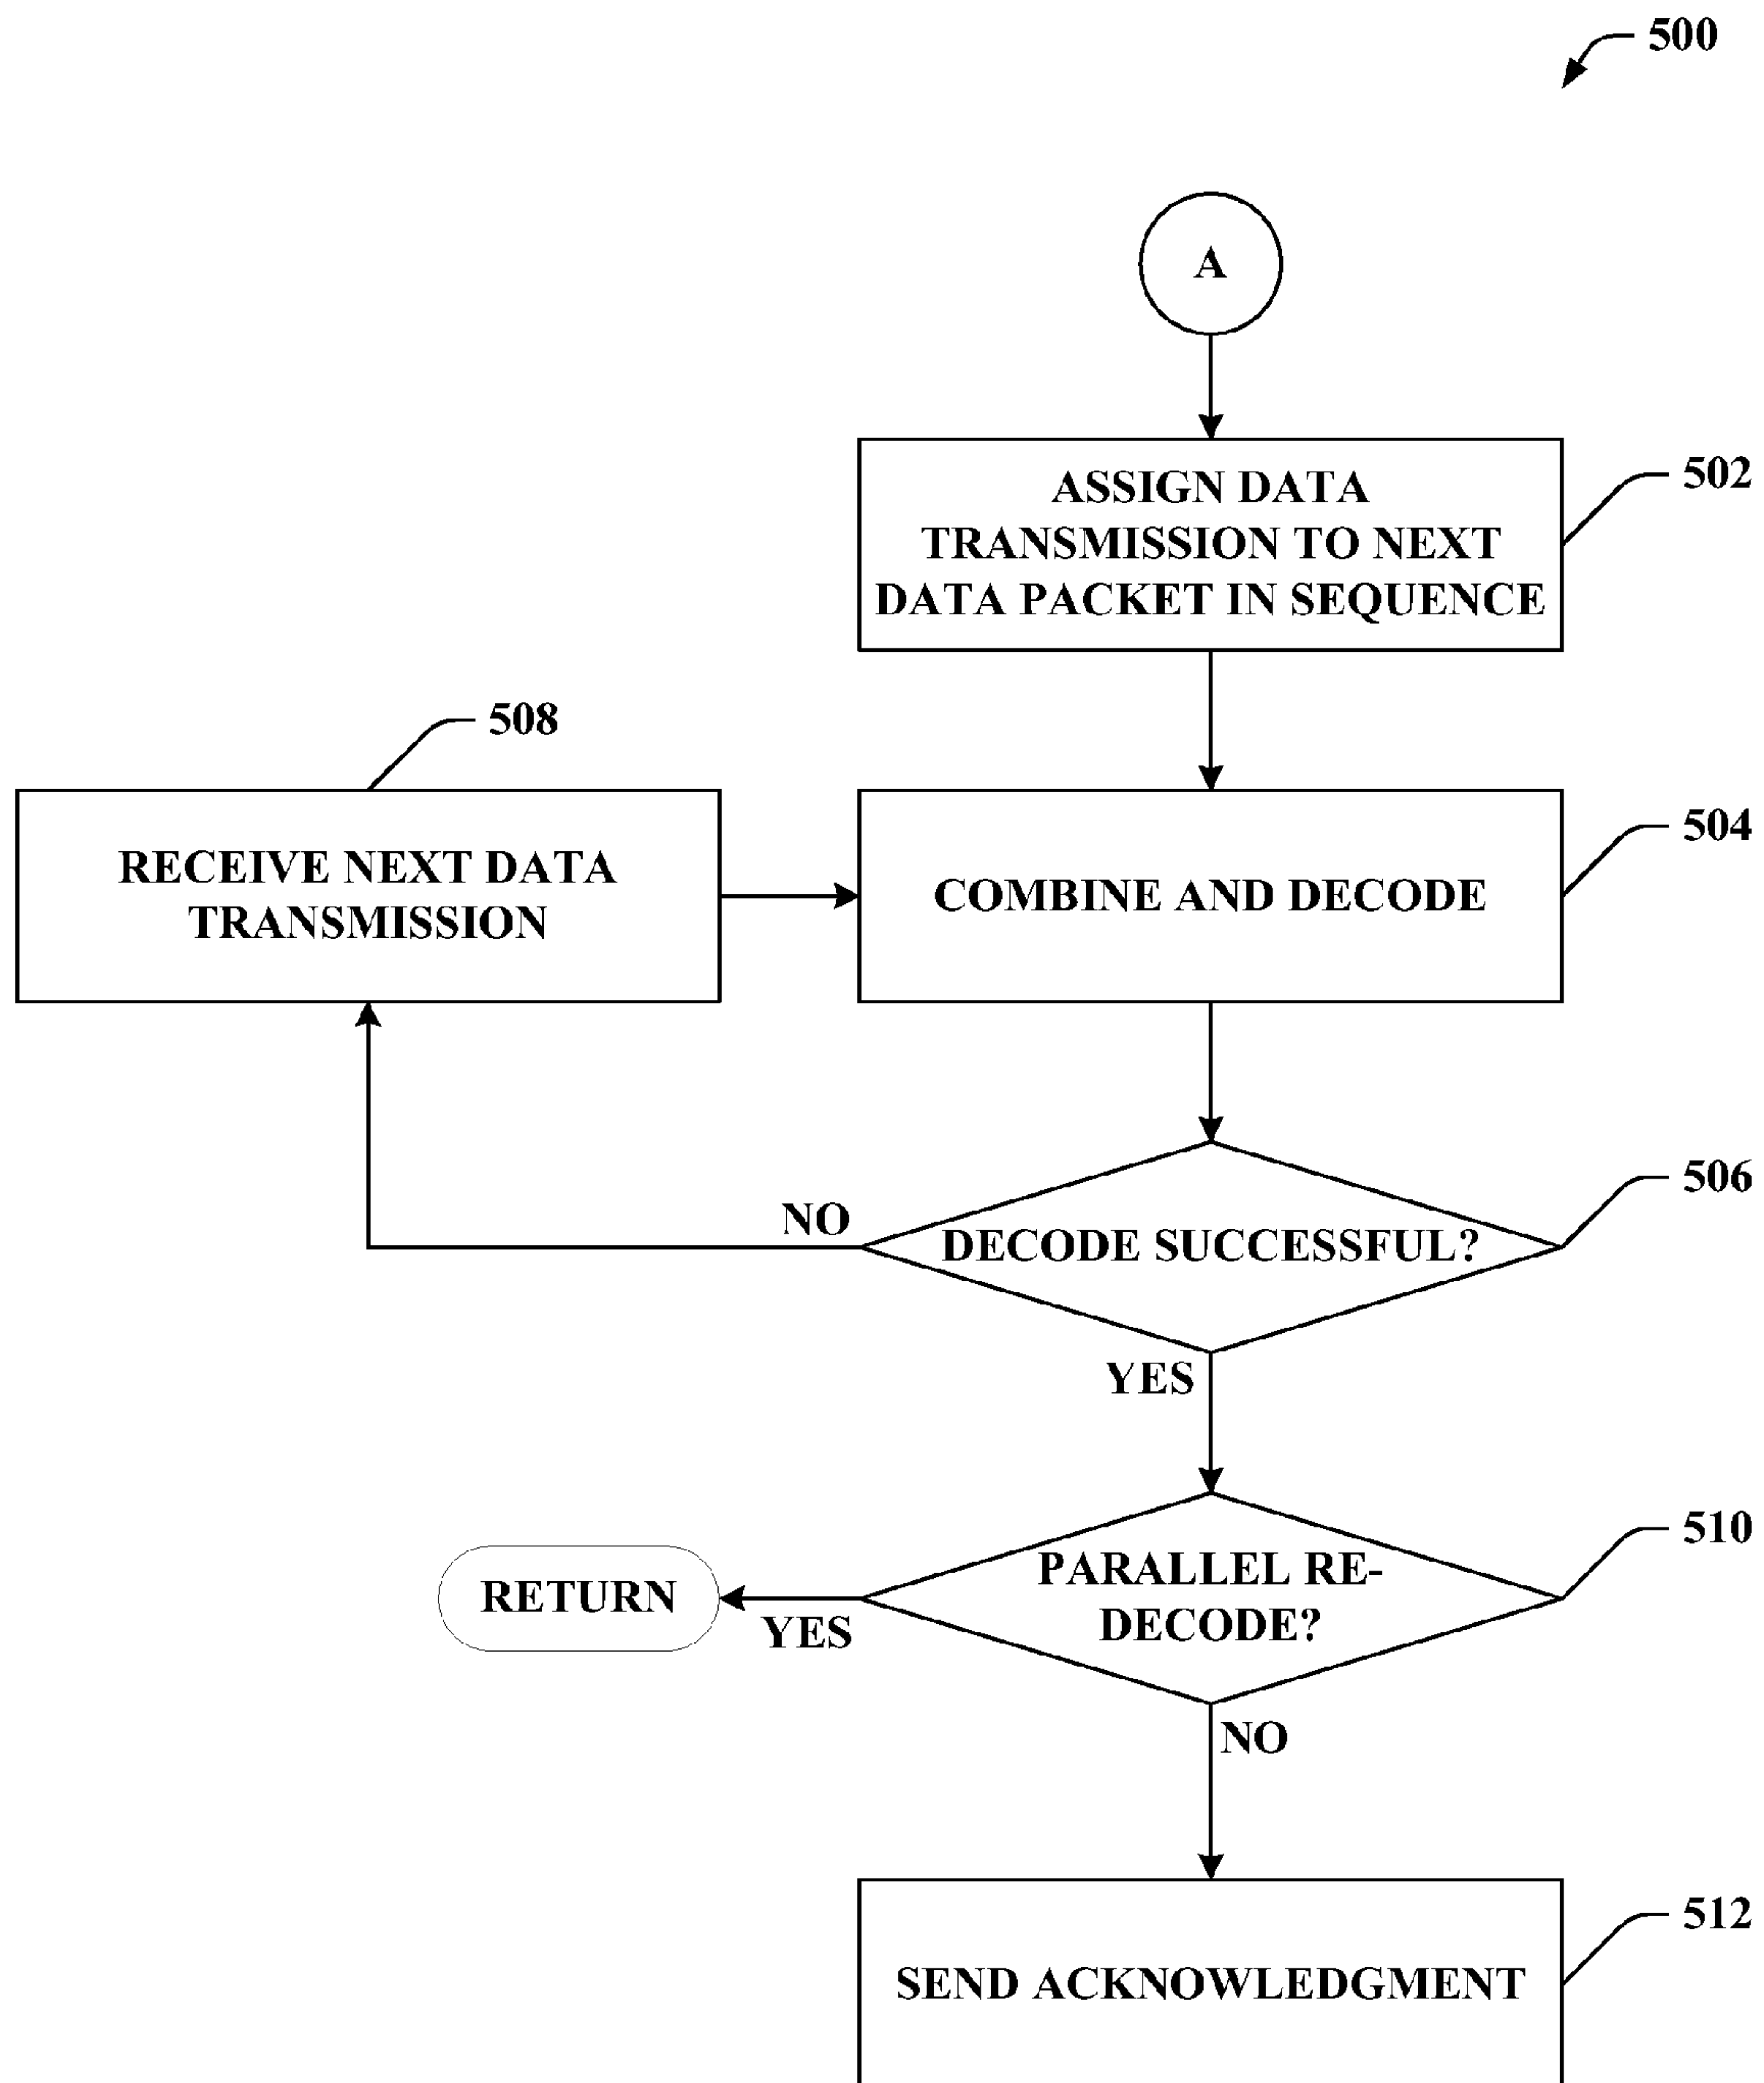 500
A
ASSIGN DATA
TRANSMISSION TO NEXT
DATA PACKET IN SEQUENCE
502
508
RECEIVE NEXT DATA
TRANSMISSION
COMBINE AND DECODE
504
DECODE SUCCESSFUL?
506
NO
YES
PARALLEL RE-
DECODE?
510
RETURN
YES
NO
SEND ACKNOWLEDGMENT
512